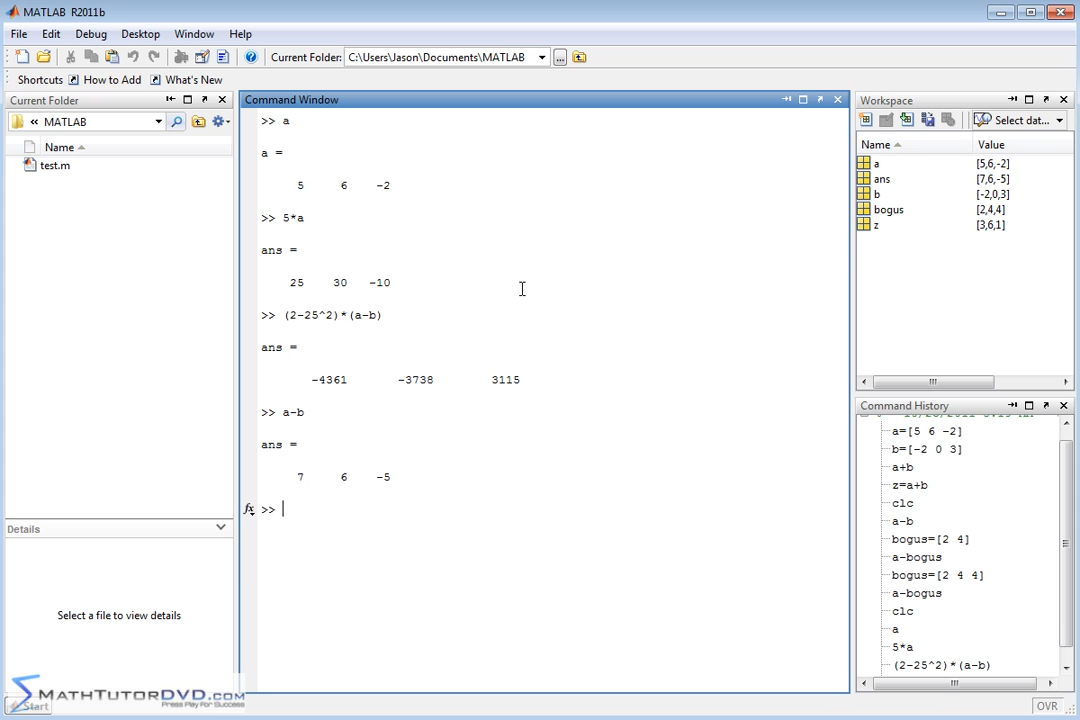 MATLAB R2011b
File Edit Debug Desktop Window Help
Current Folder: C:\Users\Jason\Documents\MATLAB ...
Shortcuts How to Add What's New
Current Folder
« MATLAB
Name
test.m
Details
Select a file to view details
MATHTUTORDVD.COM
PRESS PLAY FOR SUCCESS
Start
Command Window
>> a
a =
5 6 -2
>> 5*a
ans =
25 30 -10
>> (2-25^2)*(a-b)
ans =
-4361 -3738 3115
>> a-b
ans =
7 6 -5
fx >>
Workspace
Select dat...
Name Value
a [5,6,-2]
ans [7,6,-5]
b [-2,0,3]
bogus [2,4,4]
z [3,6,1]
Command History
a=[5 6 -2]
b=[-2 0 3]
a+b
z=a+b
clc
a-b
bogus=[2 4]
a-bogus
bogus=[2 4 4]
a-bogus
clc
a
5*a
(2-25^2)*(a-b)
OVR